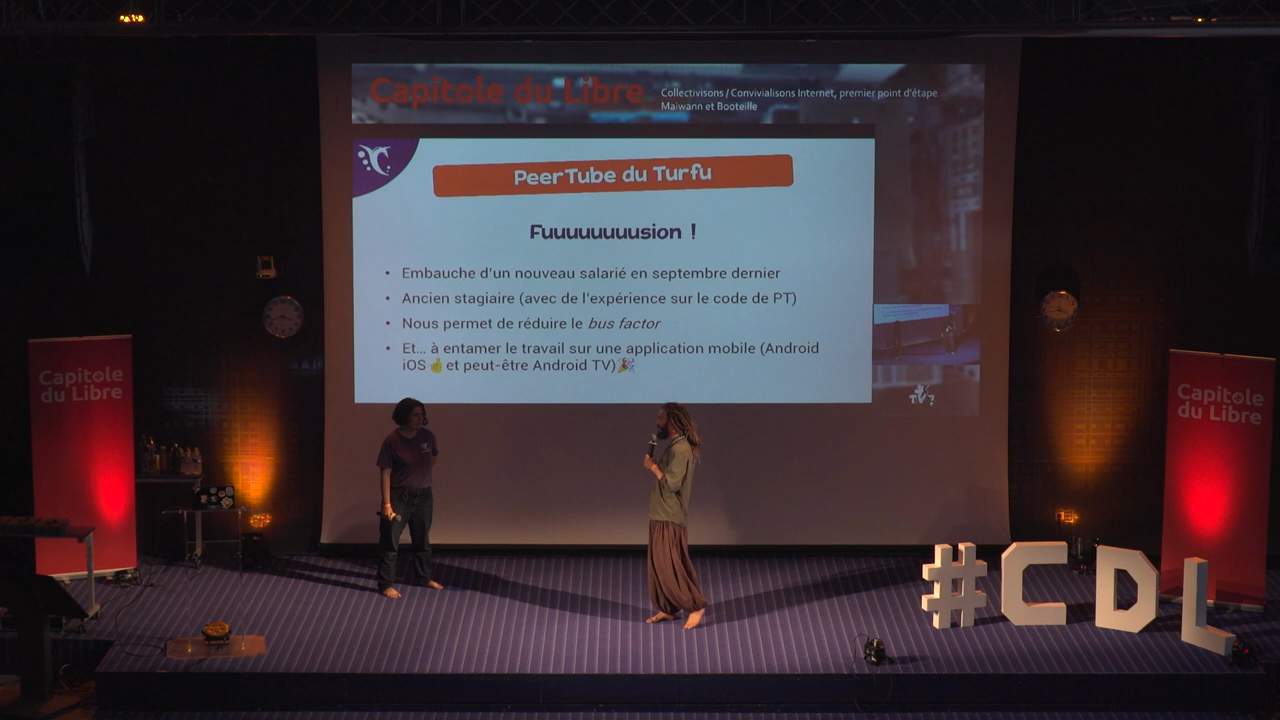 Capitole du Libre
Collectivisons / Convivialisons Internet, premier point d'étape
Maiwann et Booteille
PeerTube du Turfu
Fuuuuuuuusion !
• Embauche d'un nouveau salarié en septembre dernier
• Ancien stagiaire (avec de l'expérience sur le code de PT)
• Nous permet de réduire le bus factor
• Et... à entamer le travail sur une application mobile (Android
iOS ☝ et peut-être Android TV)🎉
Capitole
du Libre
Capitole
du Libre
#CDL